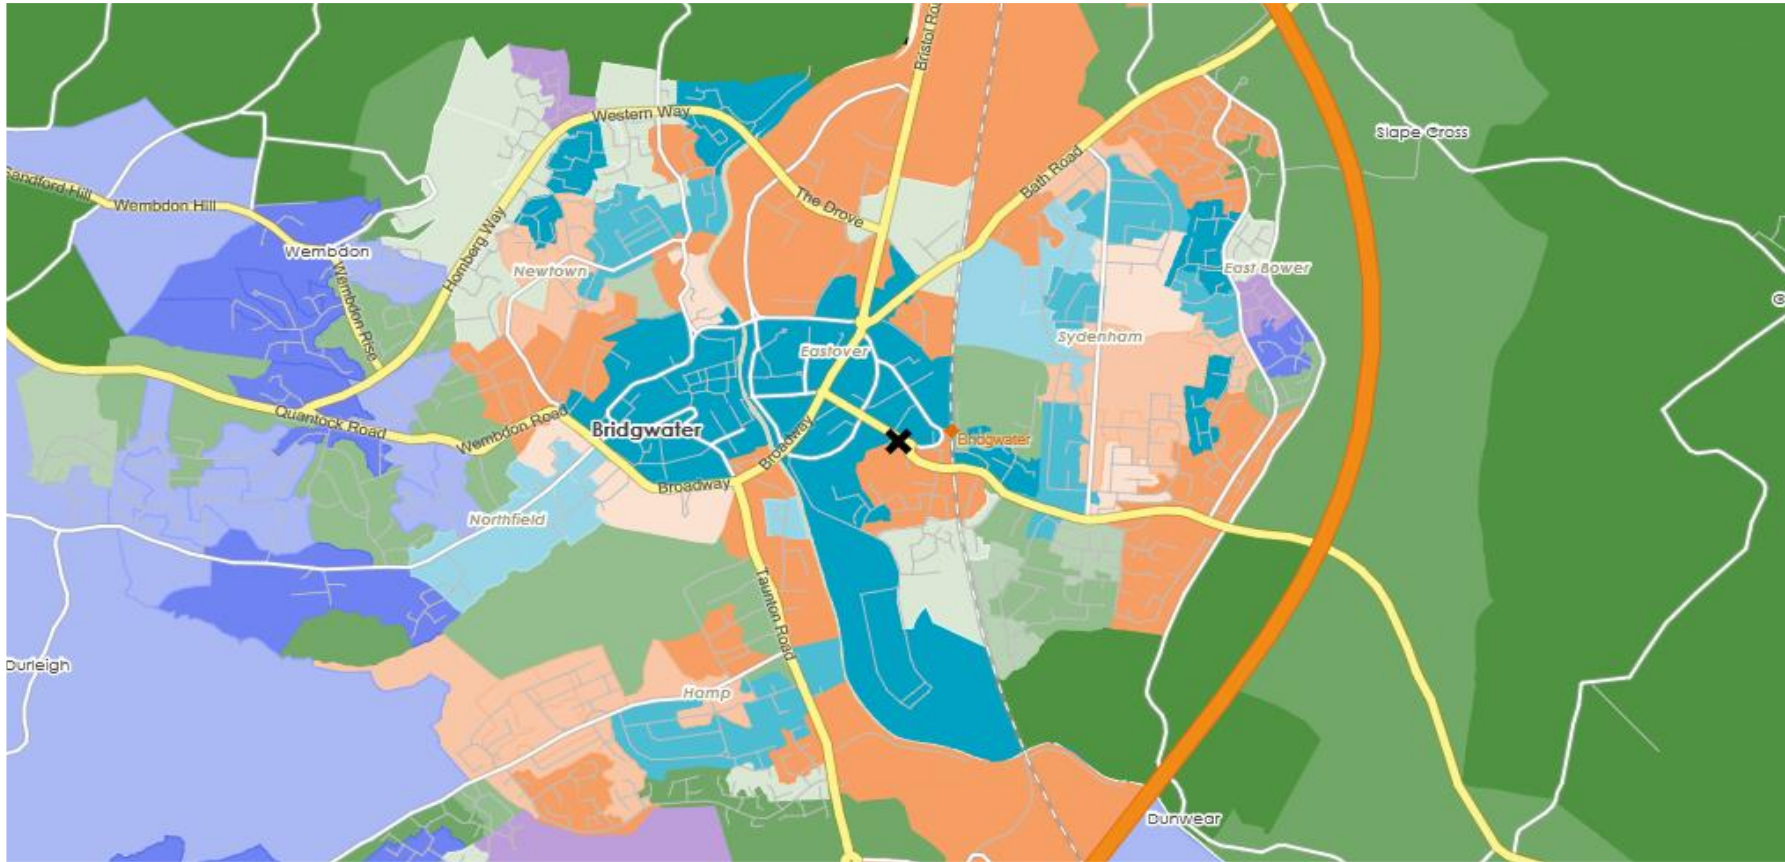 Bristol Ro
Western Way
Slape Cross
Sandford Hill
Wembdon Hill
Bath Road
The Drove
Wembdon
Homberg Way
Newtown
East Bower
Wembdon Rise
Sydenham
Eastover
Quantock Road
Wembdon Road
Bridgwater
Broadway
Bridgwater
Broadway
Northfield
Taunton Road
Durleigh
Hamp
Dunwear